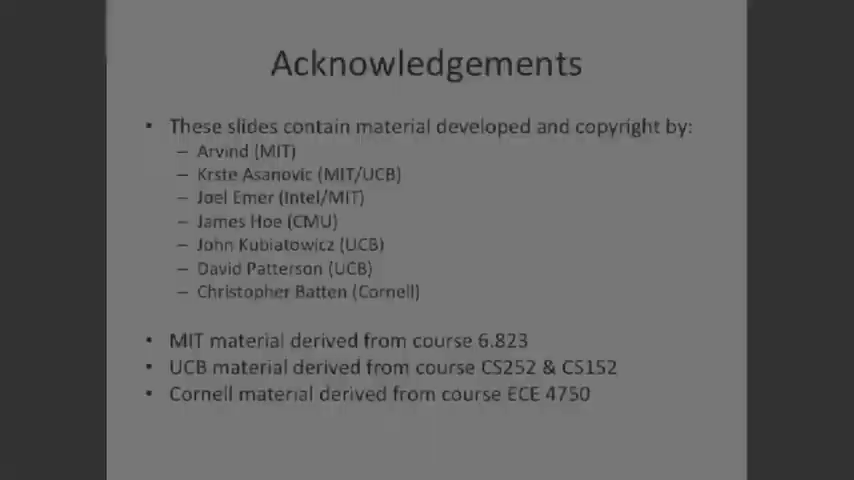 Acknowledgements
• These slides contain material developed and copyright by:
– Arvind (MIT)
– Krste Asanovic (MIT/UCB)
– Joel Emer (Intel/MIT)
– James Hoe (CMU)
– John Kubiatowicz (UCB)
– David Patterson (UCB)
– Christopher Batten (Cornell)
• MIT material derived from course 6.823
• UCB material derived from course CS252 & CS152
• Cornell material derived from course ECE 4750